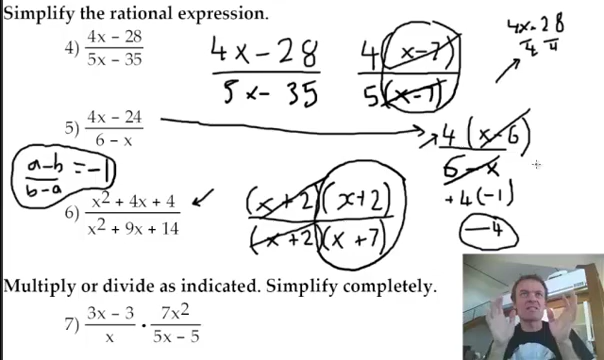 Simplify the rational expression.
4) (4x – 28)/(5x – 35)
(4x – 28)/(5x – 35)
4(x – 7)/5(x – 7)
4x – 28
4 4
5) (4x – 24)/(6 – x)
4(x – 6)/(6 – x)
+4(–1)
–4
(a – b)/(b – a) = –1
6) (x² + 4x + 4)/(x² + 9x + 14)
(x + 2)(x + 2)/(x + 2)(x + 7)
Multiply or divide as indicated. Simplify completely.
7) (3x – 3)/x · 7x²/(5x – 5)